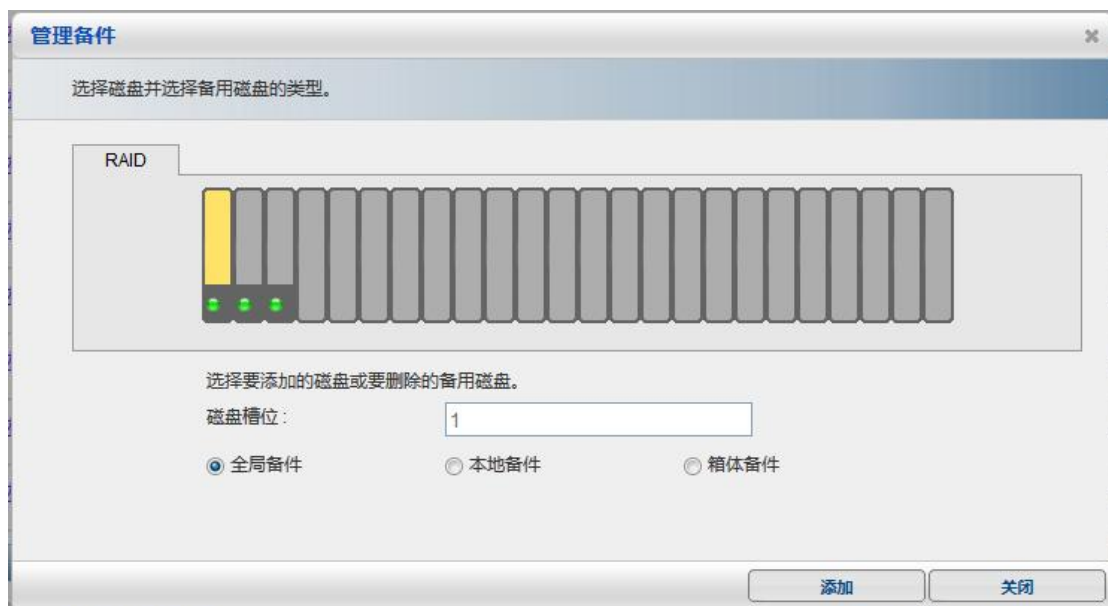 管理备件
选择磁盘并选择备用磁盘的类型。
RAID
选择要添加的磁盘或要删除的备用磁盘。
磁盘槽位：
1
全局备件 本地备件 箱体备件
添加 关闭